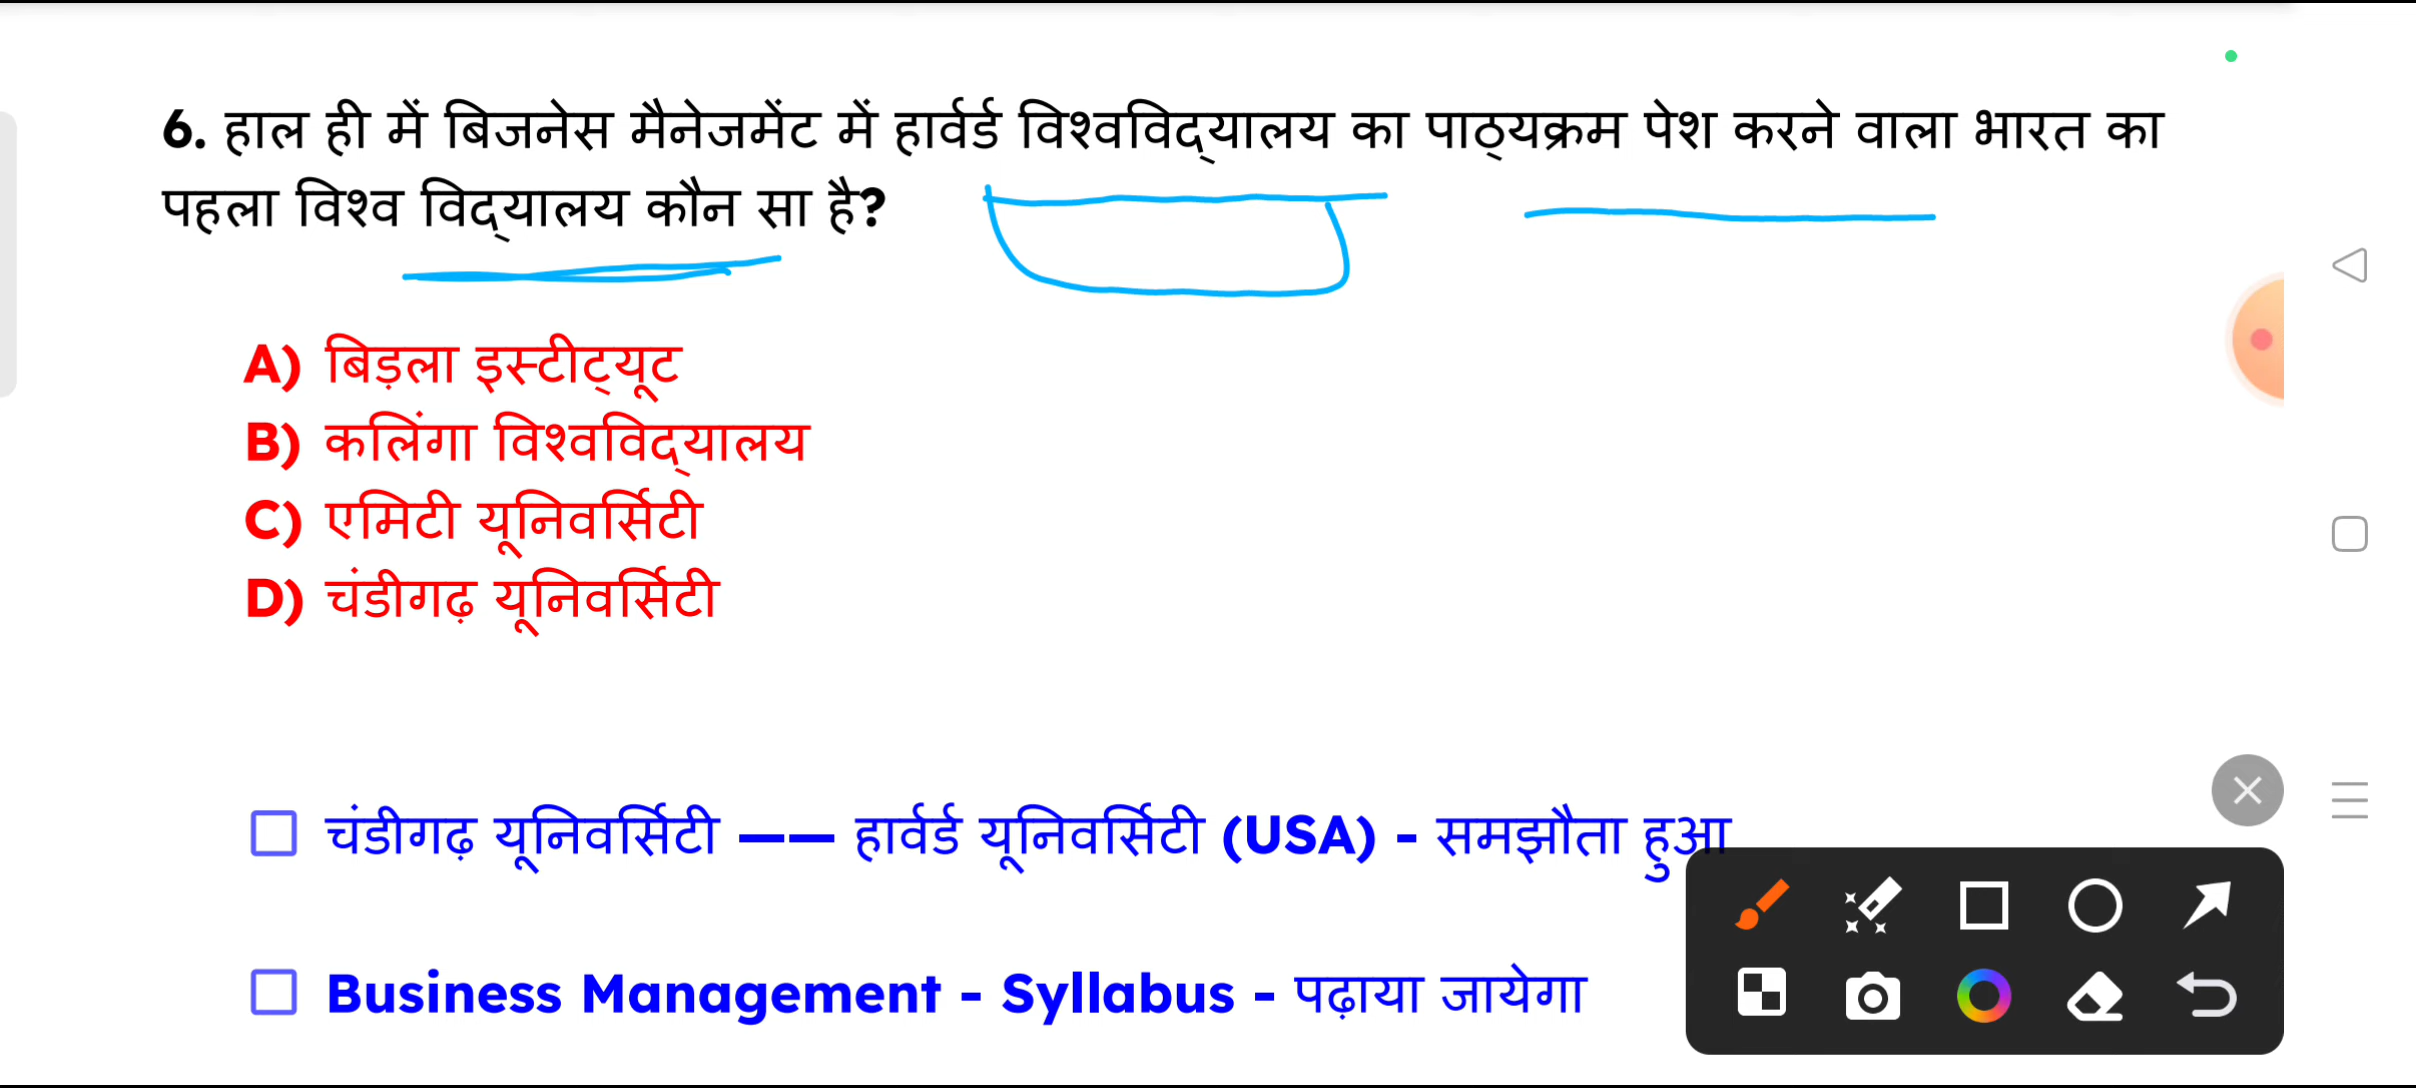 6. हाल ही में बिजनेस मैनेजमेंट में हार्वर्ड विश्वविद्यालय का पाठ्यक्रम पेश करने वाला भारत का
पहला विश्व विद्यालय कौन सा है?
A) बिड़ला इस्टीट्यूट
B) कलिंगा विश्वविद्यालय
C) एमिटी यूनिवर्सिटी
D) चंडीगढ़ यूनिवर्सिटी
चंडीगढ़ यूनिवर्सिटी —— हार्वर्ड यूनिवर्सिटी (USA) - समझौता हुआ
Business Management - Syllabus - पढ़ाया जायेगा